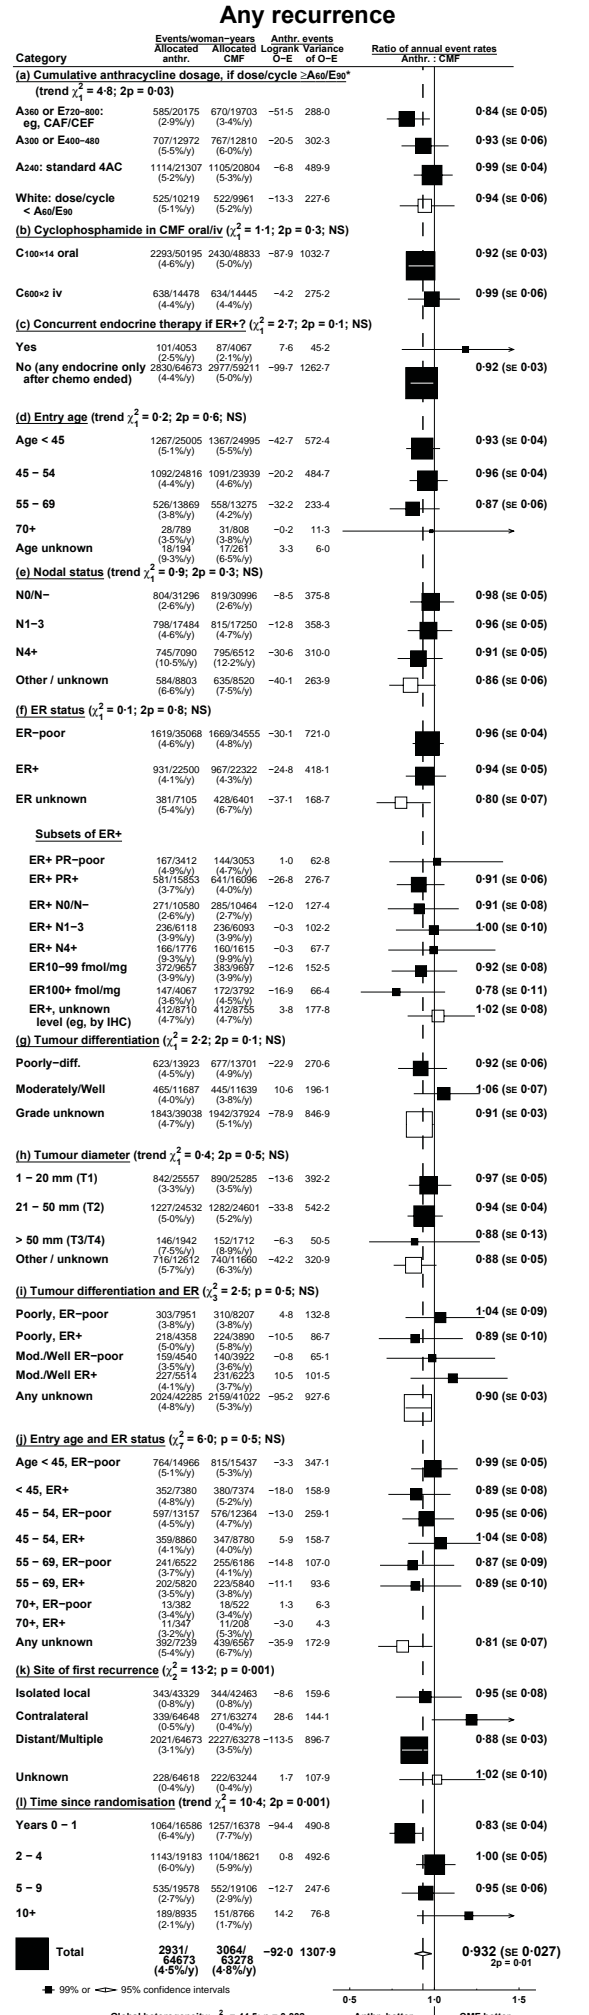 Any recurrence
Events/woman−years Anthr. events
Allocated Allocated Logrank Variance Ratio of annual event rates
Category anthr. CMF O−E of O−E Anthr. : CMF
(a) Cumulative anthracycline dosage, if dose/cycle ≥A60/E90*
(trend χ²₁ = 4·8; 2p = 0·03)
A360 or E720−800: 585/20175 670/19703 −51·5 288·0 0·84 (SE 0·05)
eg, CAF/CEF (2·9%/y) (3·4%/y)
A300 or E400−480 707/12972 767/12810 −20·5 302·3 0·93 (SE 0·06)
(5·5%/y) (6·0%/y)
A240: standard 4AC 1114/21307 1105/20804 −6·8 489·9 0·99 (SE 0·04)
(5·2%/y) (5·3%/y)
White: dose/cycle 525/10219 522/9961 −13·3 227·6 0·94 (SE 0·06)
< A60/E90 (5·1%/y) (5·2%/y)
(b) Cyclophosphamide in CMF oral/iv (χ²₁ = 1·1; 2p = 0·3; NS)
C100×14 oral 2293/50195 2430/48833 −87·9 1032·7 0·92 (SE 0·03)
(4·6%/y) (5·0%/y)
C600×2 iv 638/14478 634/14445 −4·2 275·2 0·99 (SE 0·06)
(4·4%/y) (4·4%/y)
(c) Concurrent endocrine therapy if ER+? (χ²₁ = 2·7; 2p = 0·1; NS)
Yes 101/4053 87/4067 7·6 45·2
(2·5%/y) (2·1%/y)
No (any endocrine only 2830/64673 2977/59211 −99·7 1262·7 0·92 (SE 0·03)
after chemo ended) (4·4%/y) (5·0%/y)
(d) Entry age (trend χ²₁ = 0·2; 2p = 0·6; NS)
Age < 45 1267/25005 1367/24995 −42·7 572·4 0·93 (SE 0·04)
(5·1%/y) (5·5%/y)
45 − 54 1092/24816 1091/23939 −20·2 484·7 0·96 (SE 0·04)
(4·4%/y) (4·6%/y)
55 − 69 526/13869 558/13275 −32·2 233·4 0·87 (SE 0·06)
(3·8%/y) (4·2%/y)
70+ 28/789 31/808 −0·2 11·3
(3·5%/y) (3·8%/y)
Age unknown 18/194 17/261 3·3 6·0
(9·3%/y) (6·5%/y)
(e) Nodal status (trend χ²₁ = 0·9; 2p = 0·3; NS)
N0/N− 804/31296 819/30996 −8·5 375·8 0·98 (SE 0·05)
(2·6%/y) (2·6%/y)
N1−3 798/17484 815/17250 −12·8 358·3 0·96 (SE 0·05)
(4·6%/y) (4·7%/y)
N4+ 745/7090 795/6512 −30·6 310·0 0·91 (SE 0·05)
(10·5%/y) (12·2%/y)
Other / unknown 584/8803 635/8520 −40·1 263·9 0·86 (SE 0·06)
(6·6%/y) (7·5%/y)
(f) ER status (χ²₁ = 0·1; 2p = 0·8; NS)
ER−poor 1619/35068 1669/34555 −30·1 721·0 0·96 (SE 0·04)
(4·6%/y) (4·8%/y)
ER+ 931/22500 967/22322 −24·8 418·1 0·94 (SE 0·05)
(4·1%/y) (4·3%/y)
ER unknown 381/7105 428/6401 −37·1 168·7 0·80 (SE 0·07)
(5·4%/y) (6·7%/y)
Subsets of ER+
ER+ PR−poor 167/3412 144/3053 1·0 62·8
(4·9%/y) (4·7%/y)
ER+ PR+ 581/15853 641/16096 −26·8 276·7 0·91 (SE 0·06)
(3·7%/y) (4·0%/y)
ER+ N0/N− 271/10580 285/10464 −12·0 127·4 0·91 (SE 0·08)
(2·6%/y) (2·7%/y)
ER+ N1−3 236/6118 236/6093 −0·3 102·2 1·00 (SE 0·10)
(3·9%/y) (3·9%/y)
ER+ N4+ 166/1776 160/1615 −0·3 67·7
(9·3%/y) (9·9%/y)
ER10−99 fmol/mg 372/9657 383/9697 −12·6 152·5 0·92 (SE 0·08)
(3·9%/y) (3·9%/y)
ER100+ fmol/mg 147/4067 172/3792 −16·9 66·4 0·78 (SE 0·11)
(3·6%/y) (4·5%/y)
ER+, unknown 412/8710 412/8755 3·8 177·8 1·02 (SE 0·08)
level (eg, by IHC) (4·7%/y) (4·7%/y)
(g) Tumour differentiation (χ²₁ = 2·2; 2p = 0·1; NS)
Poorly−diff. 623/13923 677/13701 −22·9 270·6 0·92 (SE 0·06)
(4·5%/y) (4·9%/y)
Moderately/Well 465/11687 445/11639 10·6 196·1 1·06 (SE 0·07)
(4·0%/y) (3·8%/y)
Grade unknown 1843/39038 1942/37924 −78·9 846·9 0·91 (SE 0·03)
(4·7%/y) (5·1%/y)
(h) Tumour diameter (trend χ²₁ = 0·4; 2p = 0·5; NS)
1 − 20 mm (T1) 842/25557 890/25285 −13·6 392·2 0·97 (SE 0·05)
(3·3%/y) (3·5%/y)
21 − 50 mm (T2) 1227/24532 1282/24601 −33·8 542·2 0·94 (SE 0·04)
(5·0%/y) (5·2%/y)
> 50 mm (T3/T4) 146/1942 152/1712 −6·3 50·5 0·88 (SE 0·13)
(7·5%/y) (8·9%/y)
Other / unknown 716/12612 740/11660 −42·2 320·9 0·88 (SE 0·05)
(5·7%/y) (6·3%/y)
(i) Tumour differentiation and ER (χ²₃ = 2·5; p = 0·5; NS)
Poorly, ER−poor 303/7951 310/8207 4·8 132·8 1·04 (SE 0·09)
(3·8%/y) (3·8%/y)
Poorly, ER+ 218/4358 224/3890 −10·5 86·7 0·89 (SE 0·10)
(5·0%/y) (5·8%/y)
Mod./Well ER−poor 159/4540 140/3922 −0·8 65·1
(3·5%/y) (3·6%/y)
Mod./Well ER+ 227/5514 231/6223 10·5 101·5
(4·1%/y) (3·7%/y)
Any unknown 2024/42285 2159/41022 −95·2 927·6 0·90 (SE 0·03)
(4·8%/y) (5·3%/y)
(j) Entry age and ER status (χ²₇ = 6·0; p = 0·5; NS)
Age < 45, ER−poor 764/14966 815/15437 −3·3 347·1 0·99 (SE 0·05)
(5·1%/y) (5·3%/y)
< 45, ER+ 352/7380 380/7374 −18·0 158·9 0·89 (SE 0·08)
(4·8%/y) (5·2%/y)
45 − 54, ER−poor 597/13157 576/12364 −13·0 259·1 0·95 (SE 0·06)
(4·5%/y) (4·7%/y)
45 − 54, ER+ 359/8860 347/8780 5·9 158·7 1·04 (SE 0·08)
(4·1%/y) (4·0%/y)
55 − 69, ER−poor 241/6522 255/6186 −14·8 107·0 0·87 (SE 0·09)
(3·7%/y) (4·1%/y)
55 − 69, ER+ 202/5820 223/5840 −11·1 93·6 0·89 (SE 0·10)
(3·5%/y) (3·8%/y)
70+, ER−poor 13/382 18/522 1·3 6·3
(3·4%/y) (3·4%/y)
70+, ER+ 11/347 11/208 −3·0 4·3
(3·2%/y) (5·3%/y)
Any unknown 392/7239 439/6567 −35·9 172·9 0·81 (SE 0·07)
(5·4%/y) (6·7%/y)
(k) Site of first recurrence (χ²₂ = 13·2; p = 0·001)
Isolated local 343/43329 344/42463 −8·6 159·6 0·95 (SE 0·08)
(0·8%/y) (0·8%/y)
Contralateral 339/64648 271/63274 28·6 144·1
(0·5%/y) (0·4%/y)
Distant/Multiple 2021/64673 2227/63278 −113·5 896·7 0·88 (SE 0·03)
(3·1%/y) (3·5%/y)
Unknown 228/64618 222/63244 1·7 107·9 1·02 (SE 0·10)
(0·4%/y) (0·4%/y)
(l) Time since randomisation (trend χ²₁ = 10·4; 2p = 0·001)
Years 0 − 1 1064/16586 1257/16378 −94·4 490·8 0·83 (SE 0·04)
(6·4%/y) (7·7%/y)
2 − 4 1143/19183 1104/18621 0·8 492·6 1·00 (SE 0·05)
(6·0%/y) (5·9%/y)
5 − 9 535/19578 552/19106 −12·7 247·6 0·95 (SE 0·06)
(2·7%/y) (2·9%/y)
10+ 189/8935 151/8766 14·2 76·8
(2·1%/y) (1·7%/y)
Total 2931/ 3064/ −92·0 1307·9 0·932 (SE 0·027)
64673 63278 2p = 0·01
(4·5%/y) (4·8%/y)
99% or 95% confidence intervals
0·5 1·0 1·5